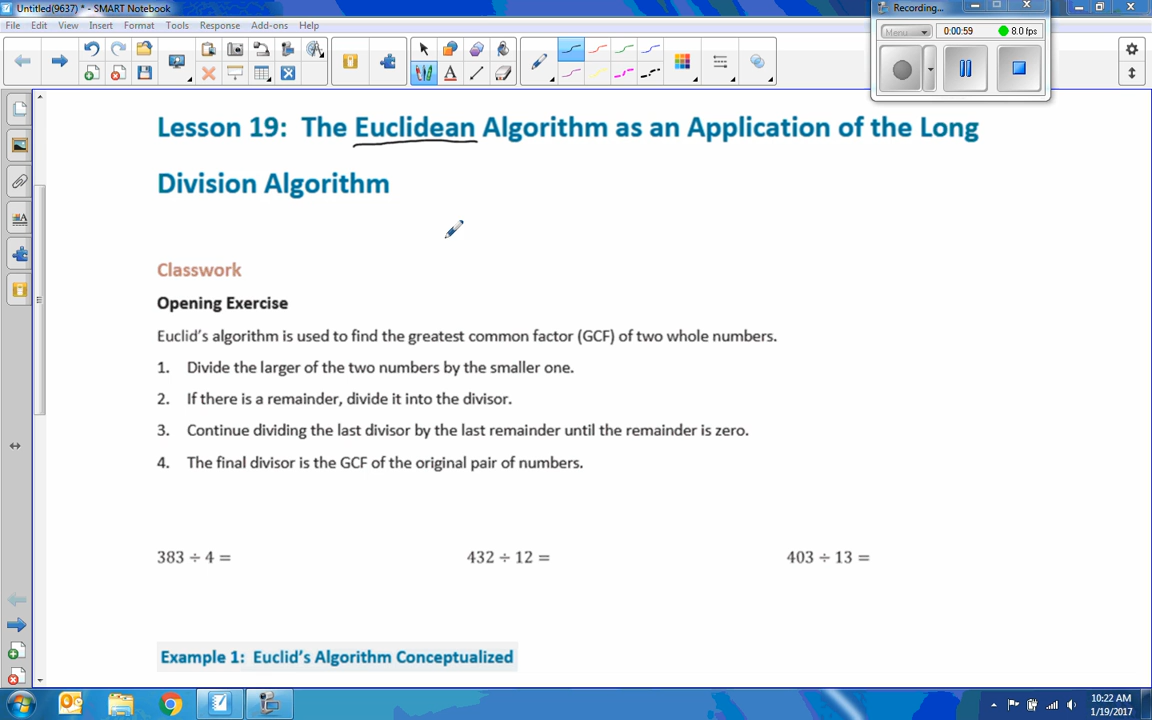 Untitled(9637) * - SMART Notebook
Recording...
File Edit View Insert Format Tools Response Add-ons Help
Menu
0:00:59
8.0 fps
Lesson 19: The Euclidean Algorithm as an Application of the Long
Division Algorithm
Classwork
Opening Exercise
Euclid's algorithm is used to find the greatest common factor (GCF) of two whole numbers.
1. Divide the larger of the two numbers by the smaller one.
2. If there is a remainder, divide it into the divisor.
3. Continue dividing the last divisor by the last remainder until the remainder is zero.
4. The final divisor is the GCF of the original pair of numbers.
383 ÷ 4 = 432 ÷ 12 = 403 ÷ 13 =
Example 1: Euclid's Algorithm Conceptualized
10:22 AM
1/19/2017